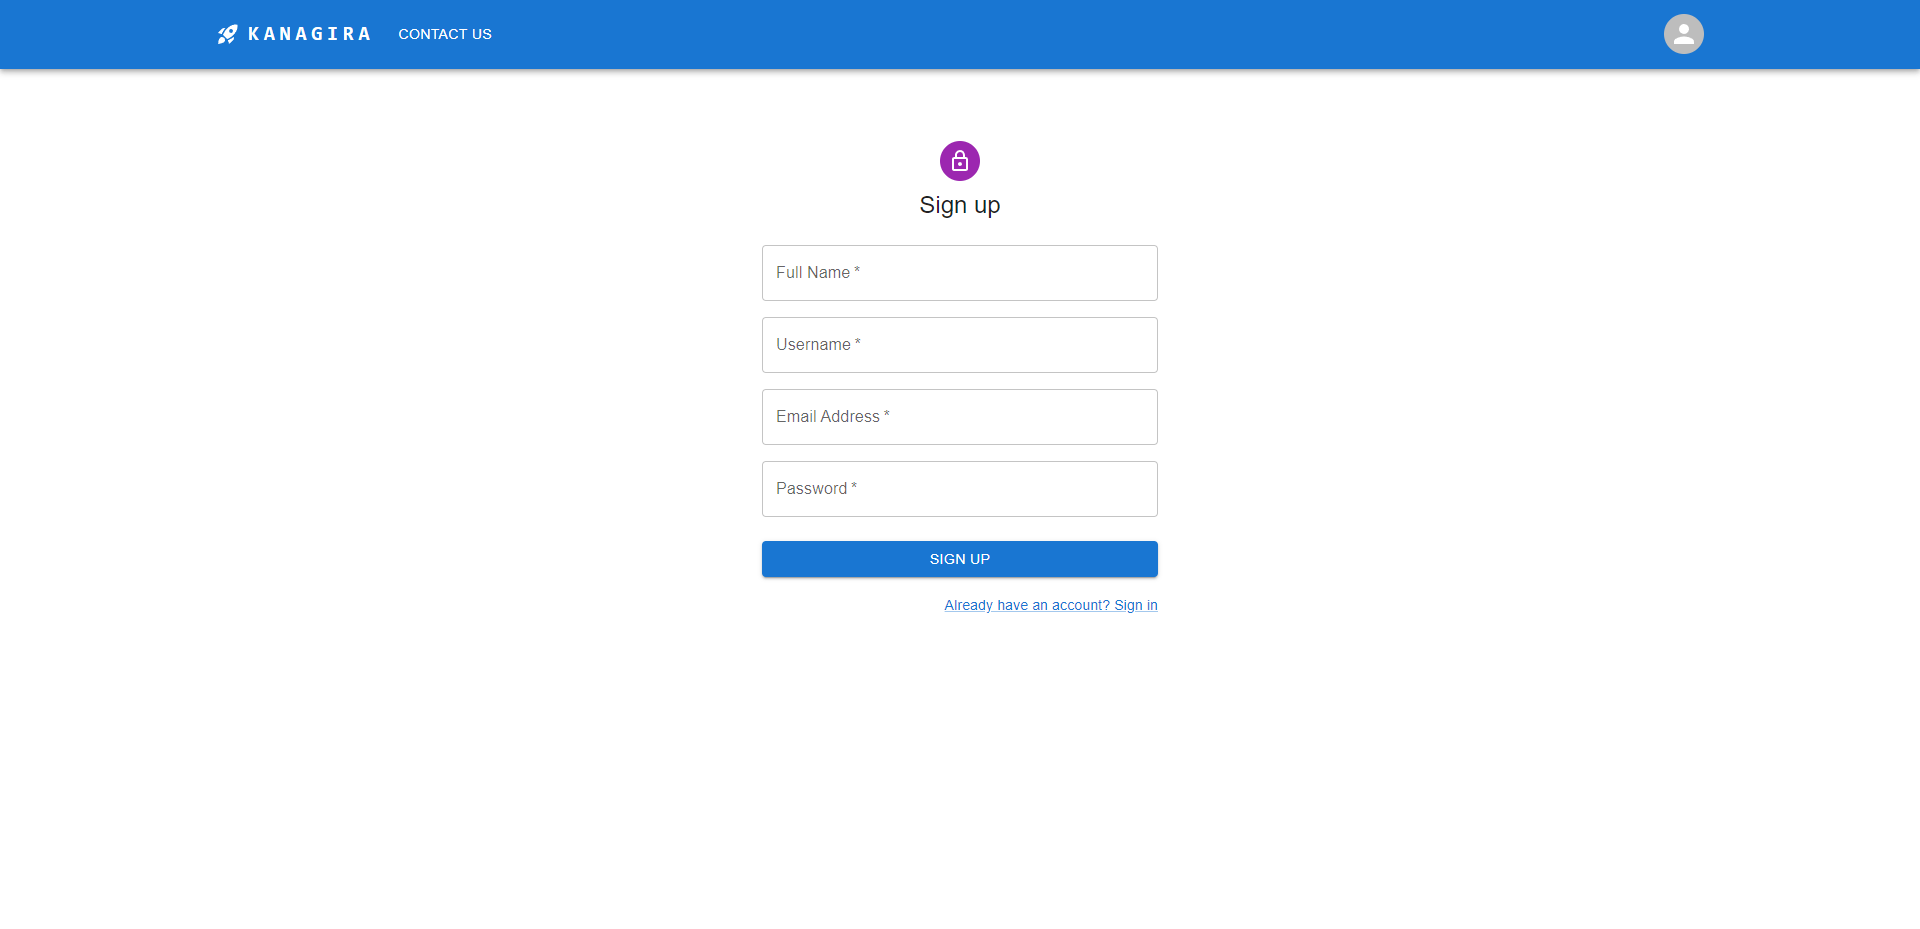 KANAGIRA CONTACT US
Sign up
Full Name *
Username *
Email Address *
Password *
SIGN UP
Already have an account? Sign in